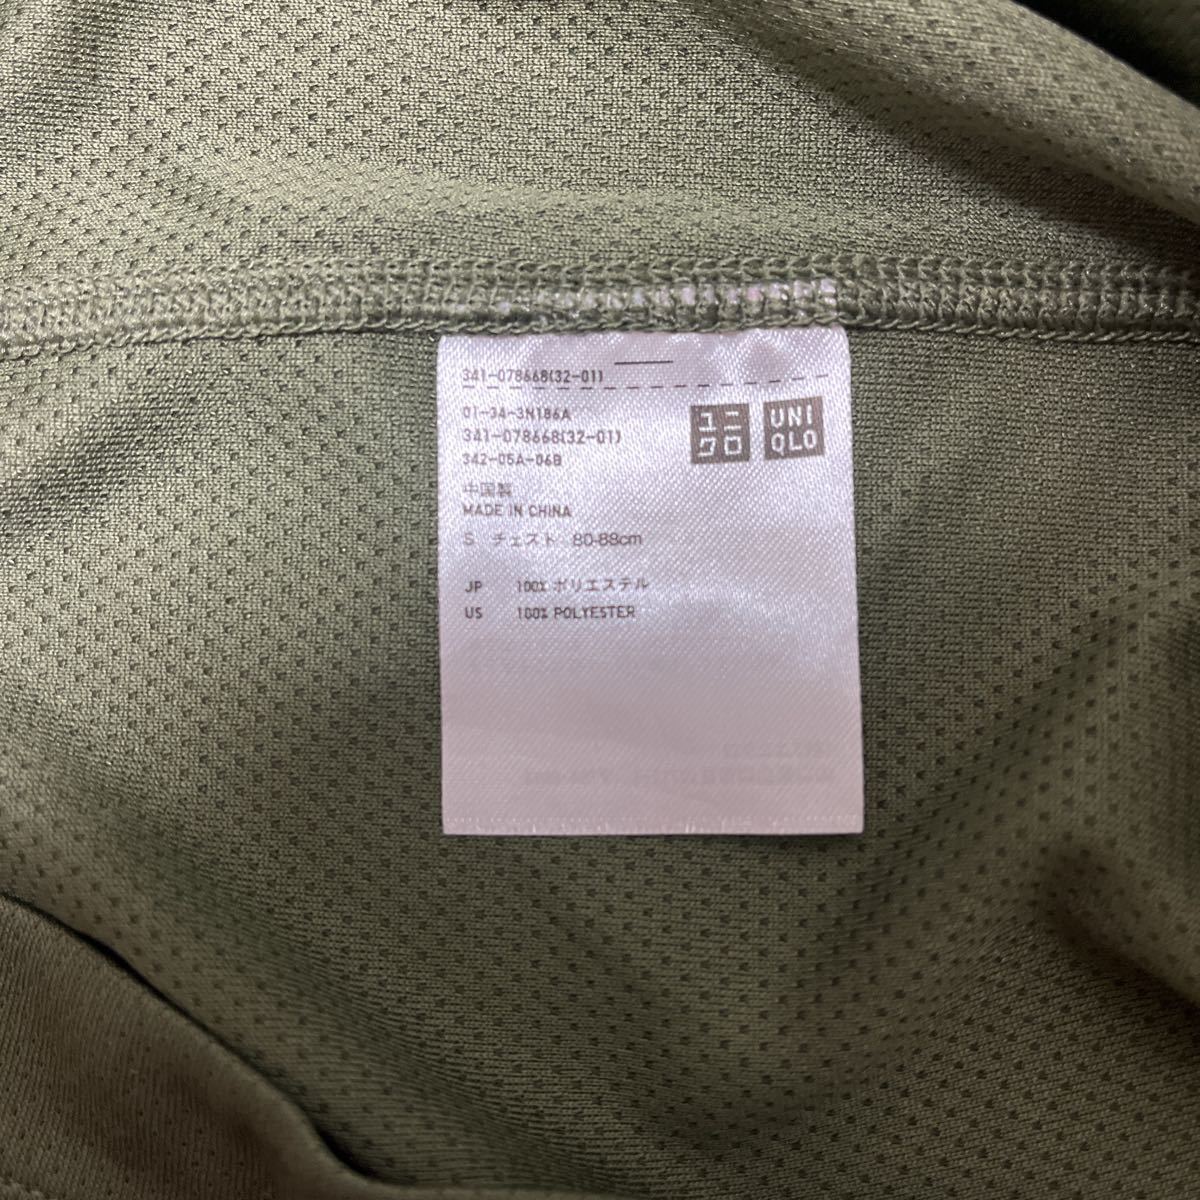 341-078668(32-01)
01-34-3N186A
341-078668(32-01)
342-05A-06B
ユニ
クロ
UNI
QLO
中国製
MADE IN CHINA
S チェスト 80-88cm
JP 100% ポリエステル
US 100% POLYESTER